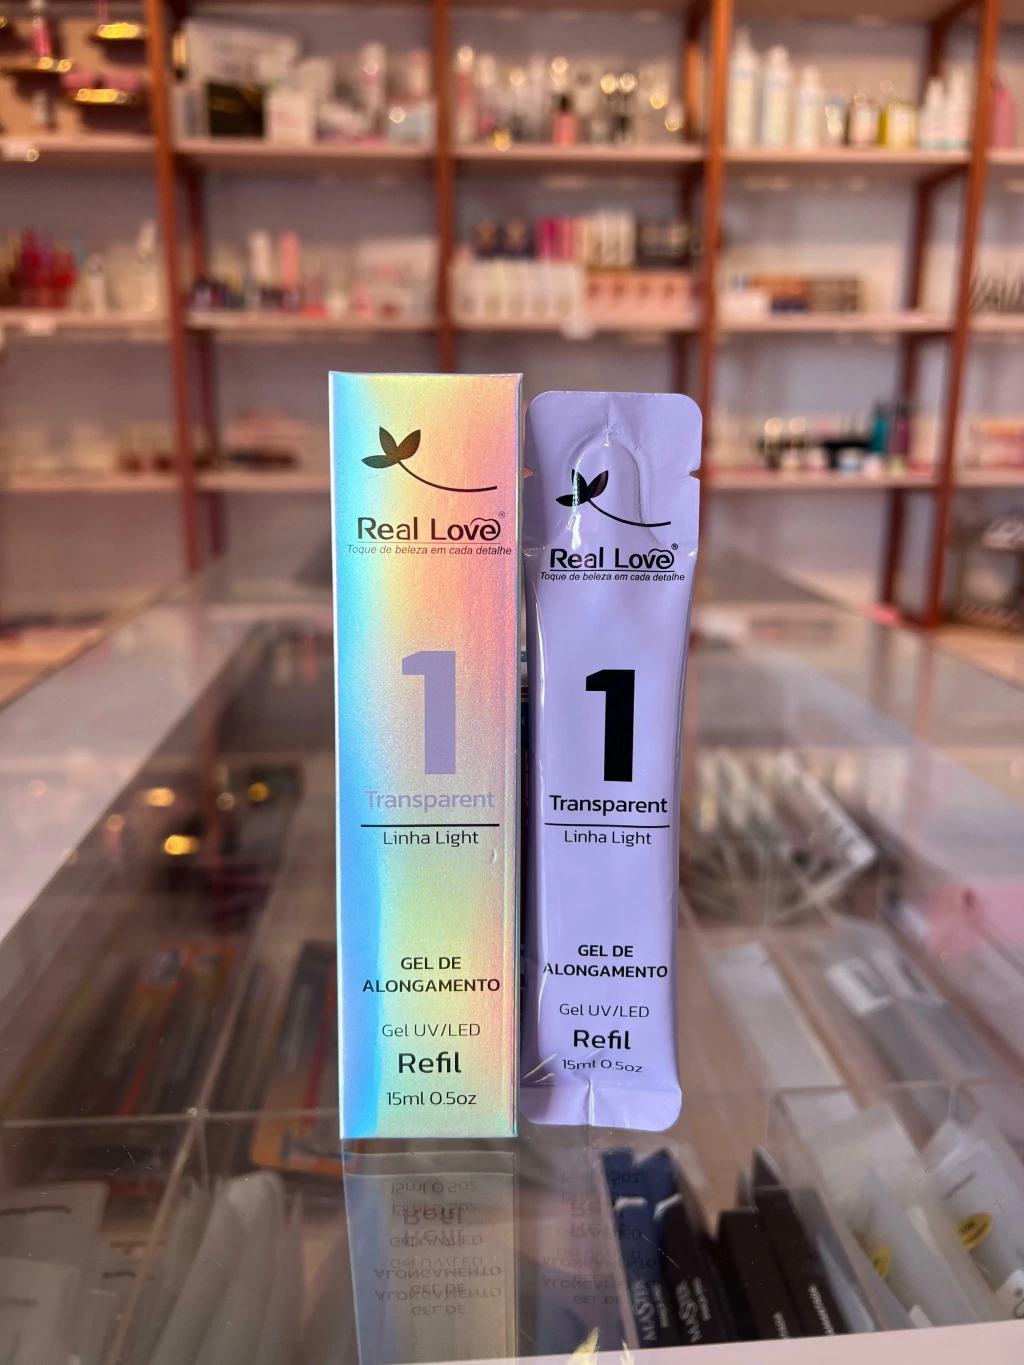 Real Love®
Toque de beleza em cada detalhe
1
Transparent
Linha Light
GEL DE
ALONGAMENTO
Gel UV/LED
Refil
15ml 0.5oz
Real Love®
Toque de beleza em cada detalhe
1
Transparent
Linha Light
GEL DE
ALONGAMENTO
Gel UV/LED
Refil
15ml 0.5oz